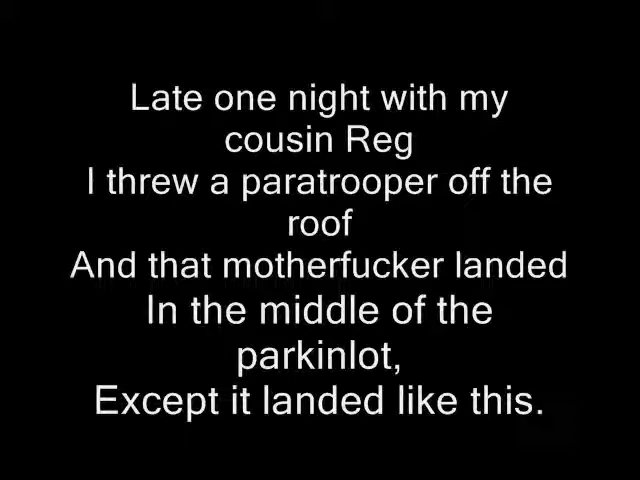 Late one night with my
cousin Reg
I threw a paratrooper off the
roof
And that motherfucker landed
In the middle of the
parkinlot,
Except it landed like this.